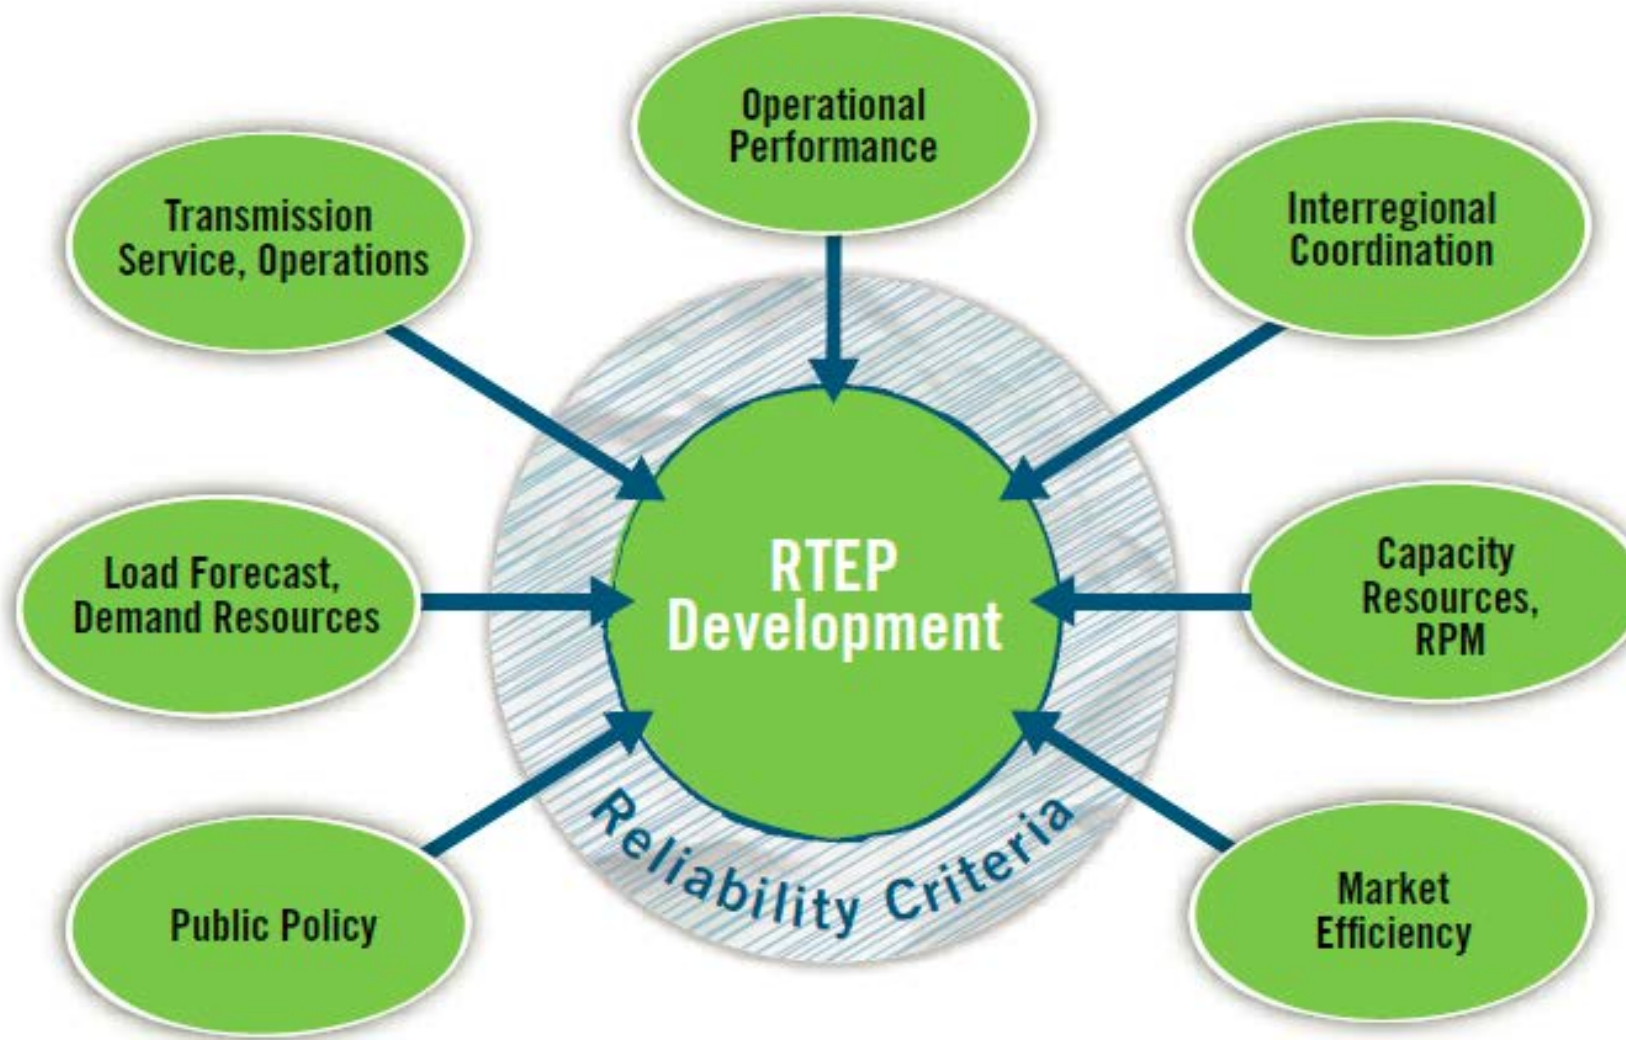 Operational
Performance
Transmission
Service, Operations
Interregional
Coordination
Load Forecast,
Demand Resources
RTEP
Development
Capacity
Resources,
RPM
Public Policy
Reliability Criteria
Market
Efficiency